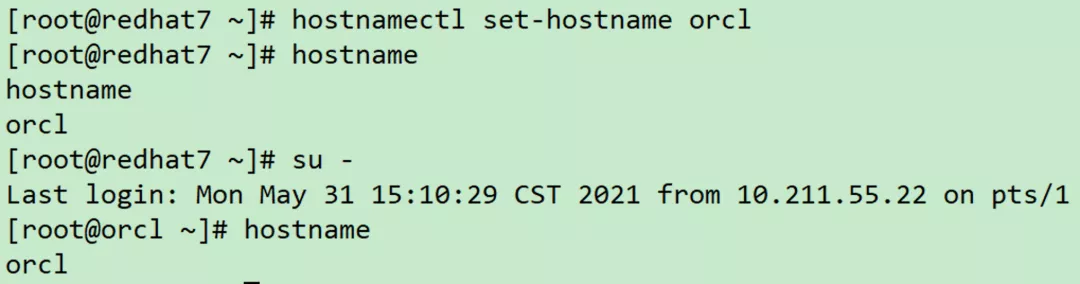 [root@redhat7 ~]# hostnamectl set-hostname orcl
[root@redhat7 ~]# hostname
hostname
orcl
[root@redhat7 ~]# su -
Last login: Mon May 31 15:10:29 CST 2021 from 10.211.55.22 on pts/1
[root@orcl ~]# hostname
orcl